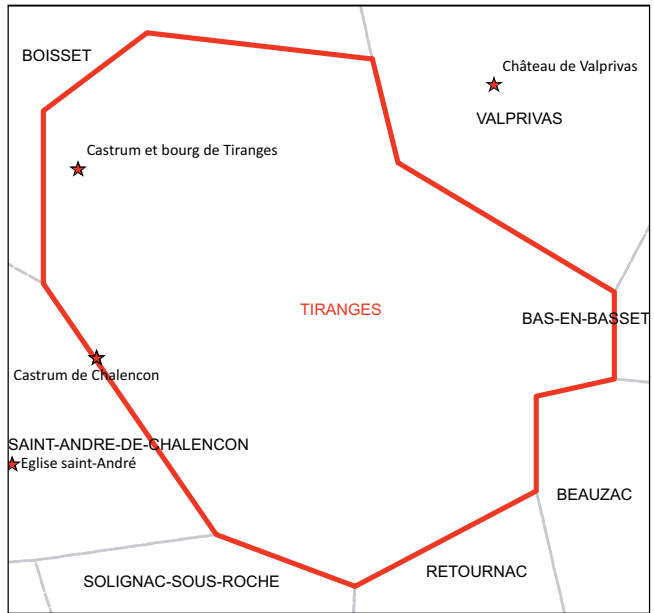 BOISSET
Château de Valprivas
VALPRIVAS
Castrum et bourg de Tiranges
TIRANGES
BAS-EN-BASSET
Castrum de Chalencon
SAINT-ANDRE-DE-CHALENCON
Eglise saint-André
BEAUZAC
RETOURNAC
SOLIGNAC-SOUS-ROCHE